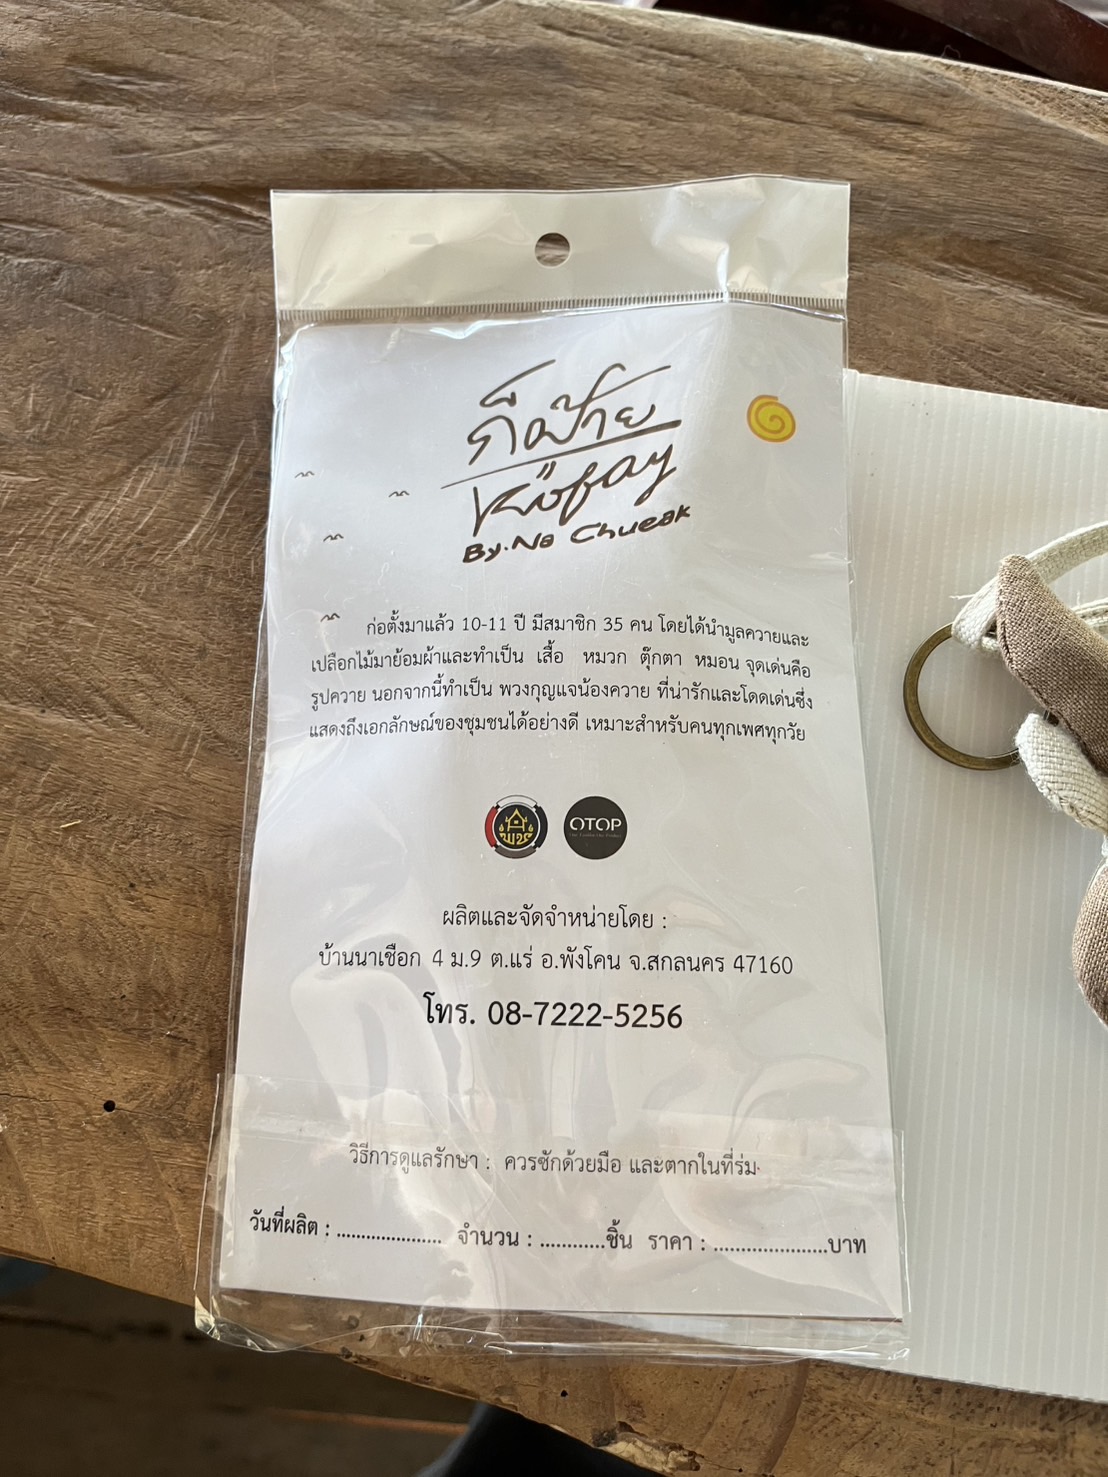 กี่ฝ้าย
By. Na Chueak
ก่อตั้งมาแล้ว 10-11 ปี มีสมาชิก 35 คน โดยได้นำมูลควายและ
เปลือกไม้มาย้อมผ้าและทำเป็น เสื้อ หมวก ตุ๊กตา หมอน จุดเด่นคือ
รูปควาย นอกจากนี้ทำเป็น พวงกุญแจน้องควาย ที่น่ารักและโดดเด่นซึ่ง
แสดงถึงเอกลักษณ์ของชุมชนได้อย่างดี เหมาะสำหรับคนทุกเพศทุกวัย
OTOP
ผลิตและจัดจำหน่ายโดย :
บ้านนาเชือก 4 ม.9 ต.แร่ อ.พังโคน จ.สกลนคร 47160
โทร. 08-7222-5256
วิธีการดูแลรักษา : ควรซักด้วยมือ และตากในที่ร่ม
วันที่ผลิต : ..................... จำนวน : ............ชิ้น ราคา : .....................บาท